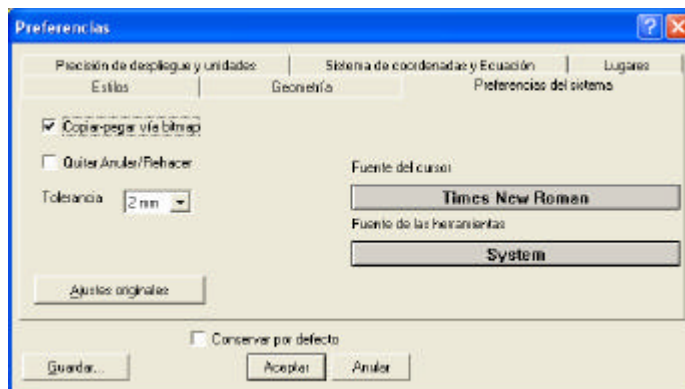 Preferencias
Precisión de despliegue y unidades
Sistema de coordenadas y Ecuación
Lugares
Estilos
Geometría
Preferencias del sistema
Copiar-pegar vía bitmap
Quitar Anular/Rehacer
Tolerancia
2 mm
Fuente del cursor
Times New Roman
Fuente de las herramientas
System
Ajustes originales
Conservar por defecto
Guardar...
Aceptar
Anular